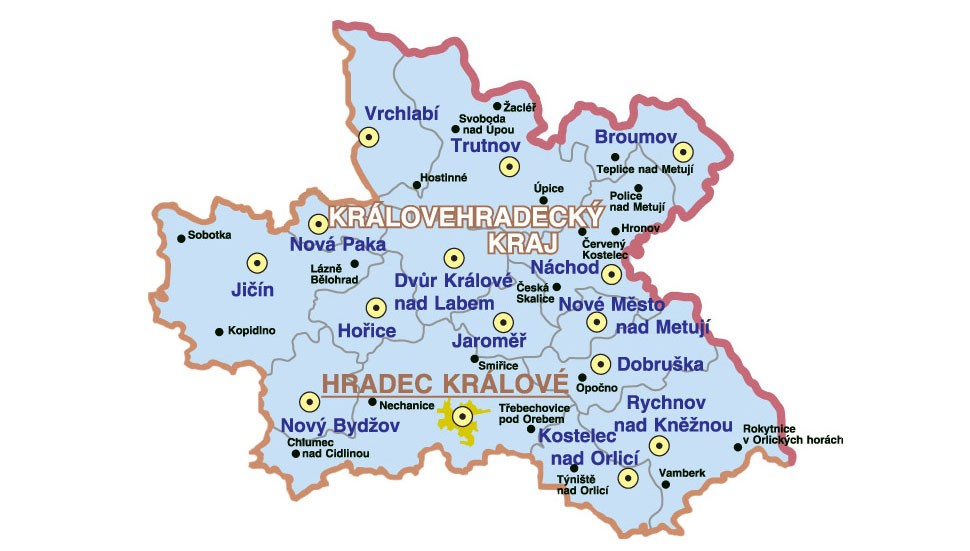 Vrchlabí
Žacléř
Svoboda
nad Úpou
Trutnov
Broumov
Teplice nad Metují
Hostinné
Úpice
Police
nad Metují
KRÁLOVEHRADECKÝ
KRAJ
Sobotka
Nová Paka
Hronov
Červený
Kostelec
Lázně
Bělohrad
Jičín
Dvůr Králové
nad Labem
Náchod
Česká
Skalice
Nové Město
nad Metují
Kopidlno
Hořice
Jaroměř
Smiřice
Dobruška
Opočno
HRADEC KRÁLOVÉ
Nechanice
Nový Bydžov
Třebechovice
pod Orebem
Rychnov
nad Kněžnou
Kostelec
nad Orlicí
Rokytnice
v Orlických horách
Chlumec
nad Cidlinou
Týniště
nad Orlicí
Vamberk